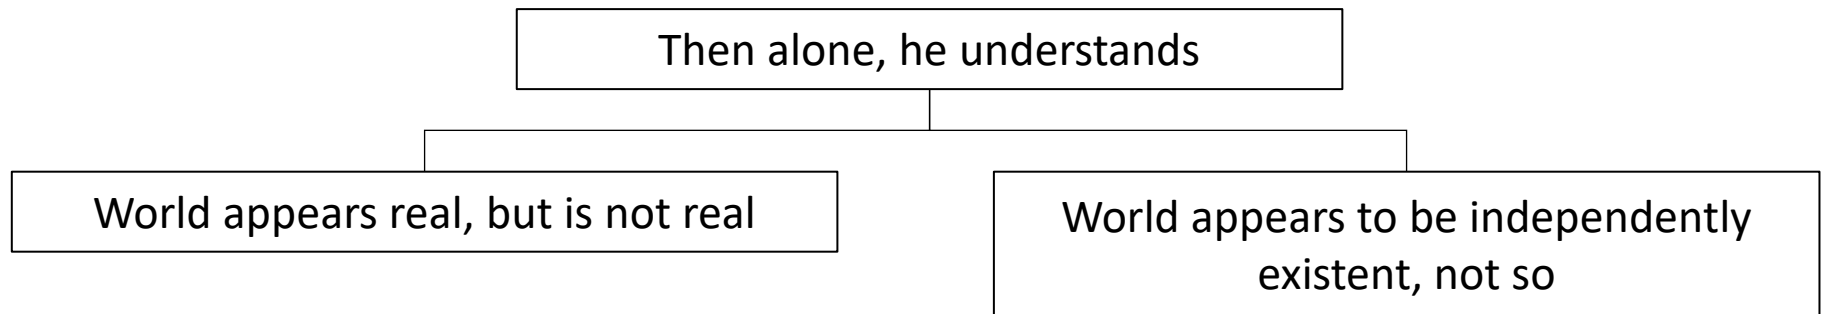 Then alone, he understands
World appears real, but is not real
World appears to be independently
existent, not so